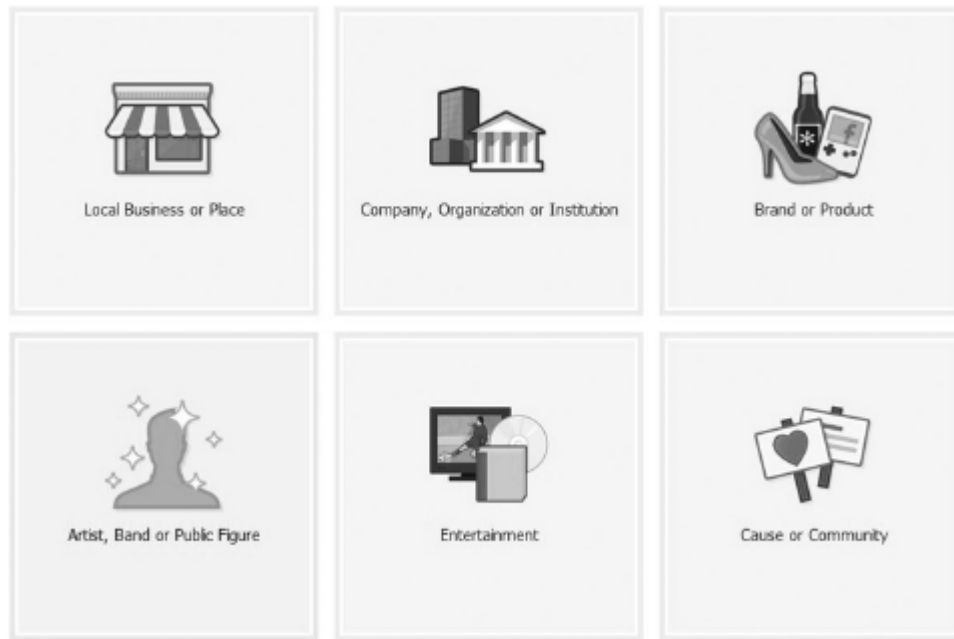 Local Business or Place
Company, Organization or Institution
Brand or Product
Artist, Band or Public Figure
Entertainment
Cause or Community